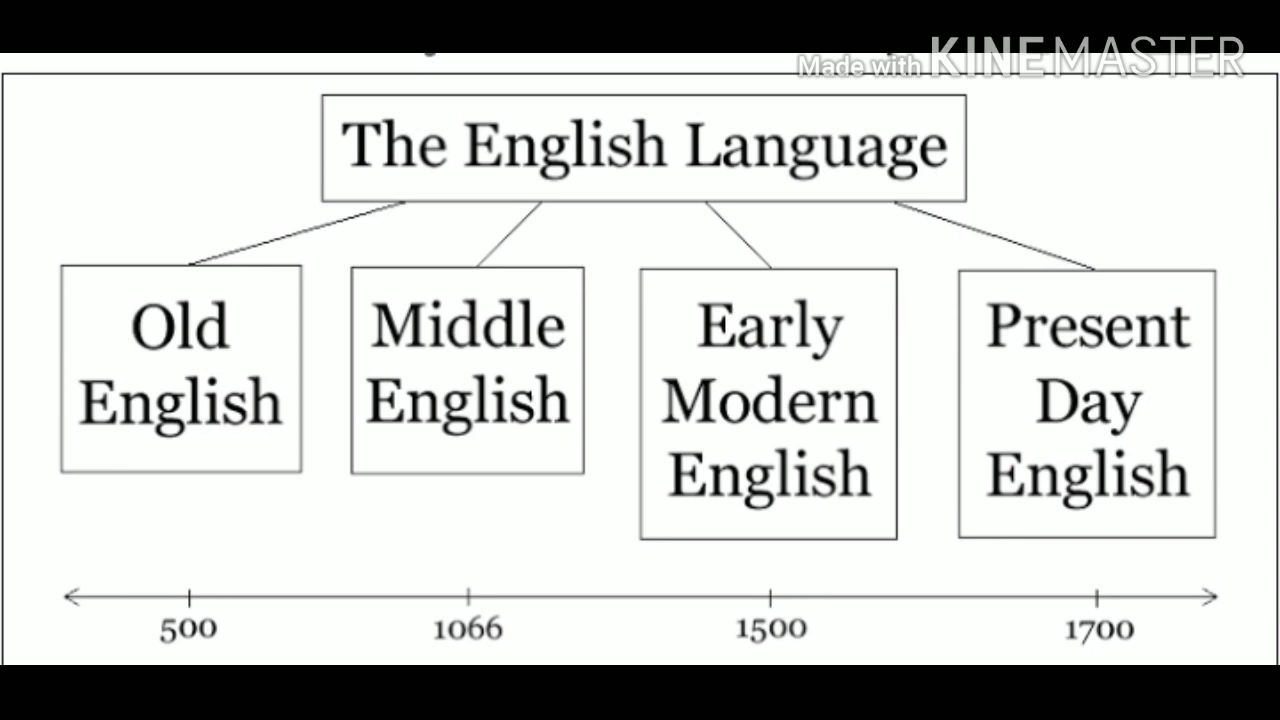 Made with KINEMASTER
The English Language
Old
English
Middle
English
Early
Modern
English
Present
Day
English
500
1066
1500
1700